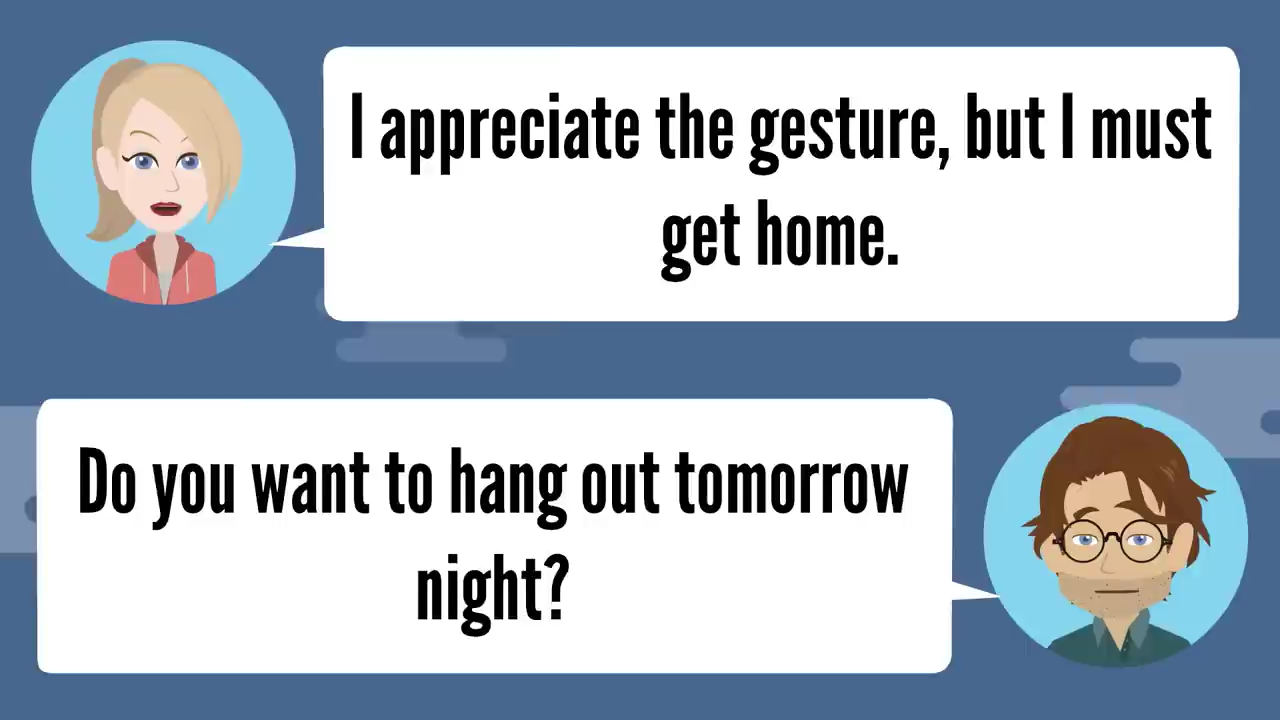 I appreciate the gesture, but I must
get home.
Do you want to hang out tomorrow
night?